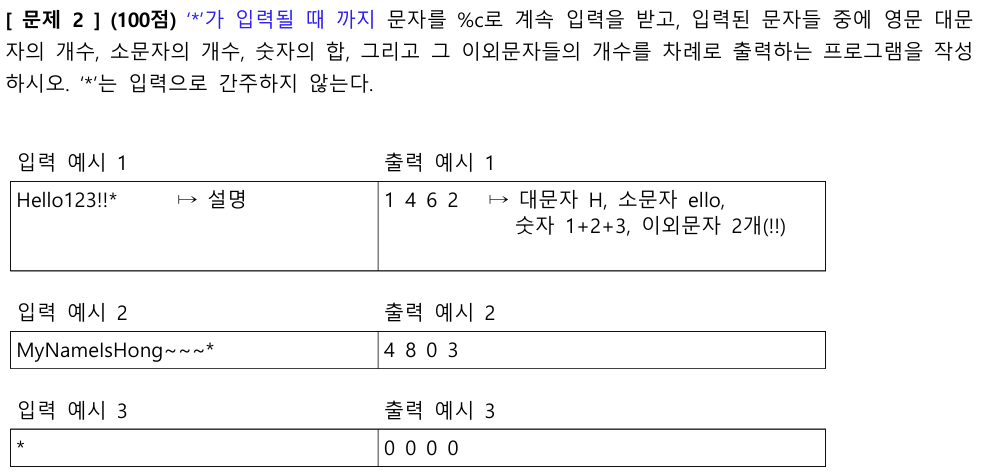 [ 문제 2 ] (100점) ‘*’가 입력될 때 까지 문자를 %c로 계속 입력을 받고, 입력된 문자들 중에 영문 대문
자의 개수, 소문자의 개수, 숫자의 합, 그리고 그 이외문자들의 개수를 차례로 출력하는 프로그램을 작성
하시오. ‘*’는 입력으로 간주하지 않는다.
입력 예시 1 출력 예시 1
Hello123!!* ↦ 설명 1 4 6 2 ↦ 대문자 H, 소문자 ello,
숫자 1+2+3, 이외문자 2개(!!)
입력 예시 2 출력 예시 2
MyNameIsHong~~~* 4 8 0 3
입력 예시 3 출력 예시 3
* 0 0 0 0